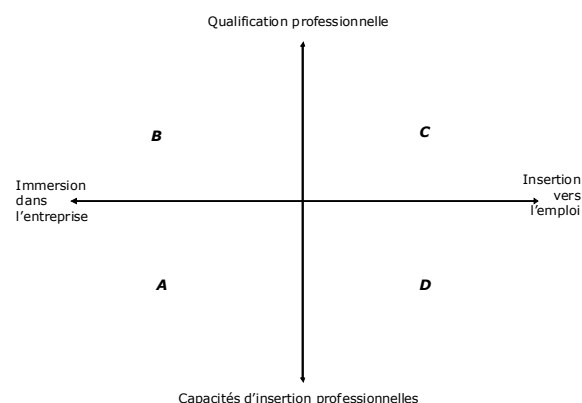 Qualification professionnelle
B
C
Immersion
dans
l'entreprise
Insertion
vers
l'emploi
A
D
Capacités d'insertion professionnelles